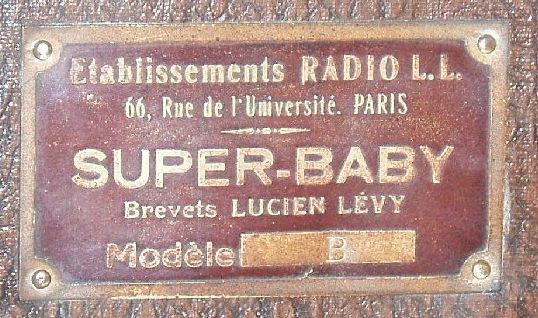 Etablissements RADIO L.L.
66, Rue de l'Université. PARIS
SUPER-BABY
Brevets LUCIEN LÉVY
Modèle B